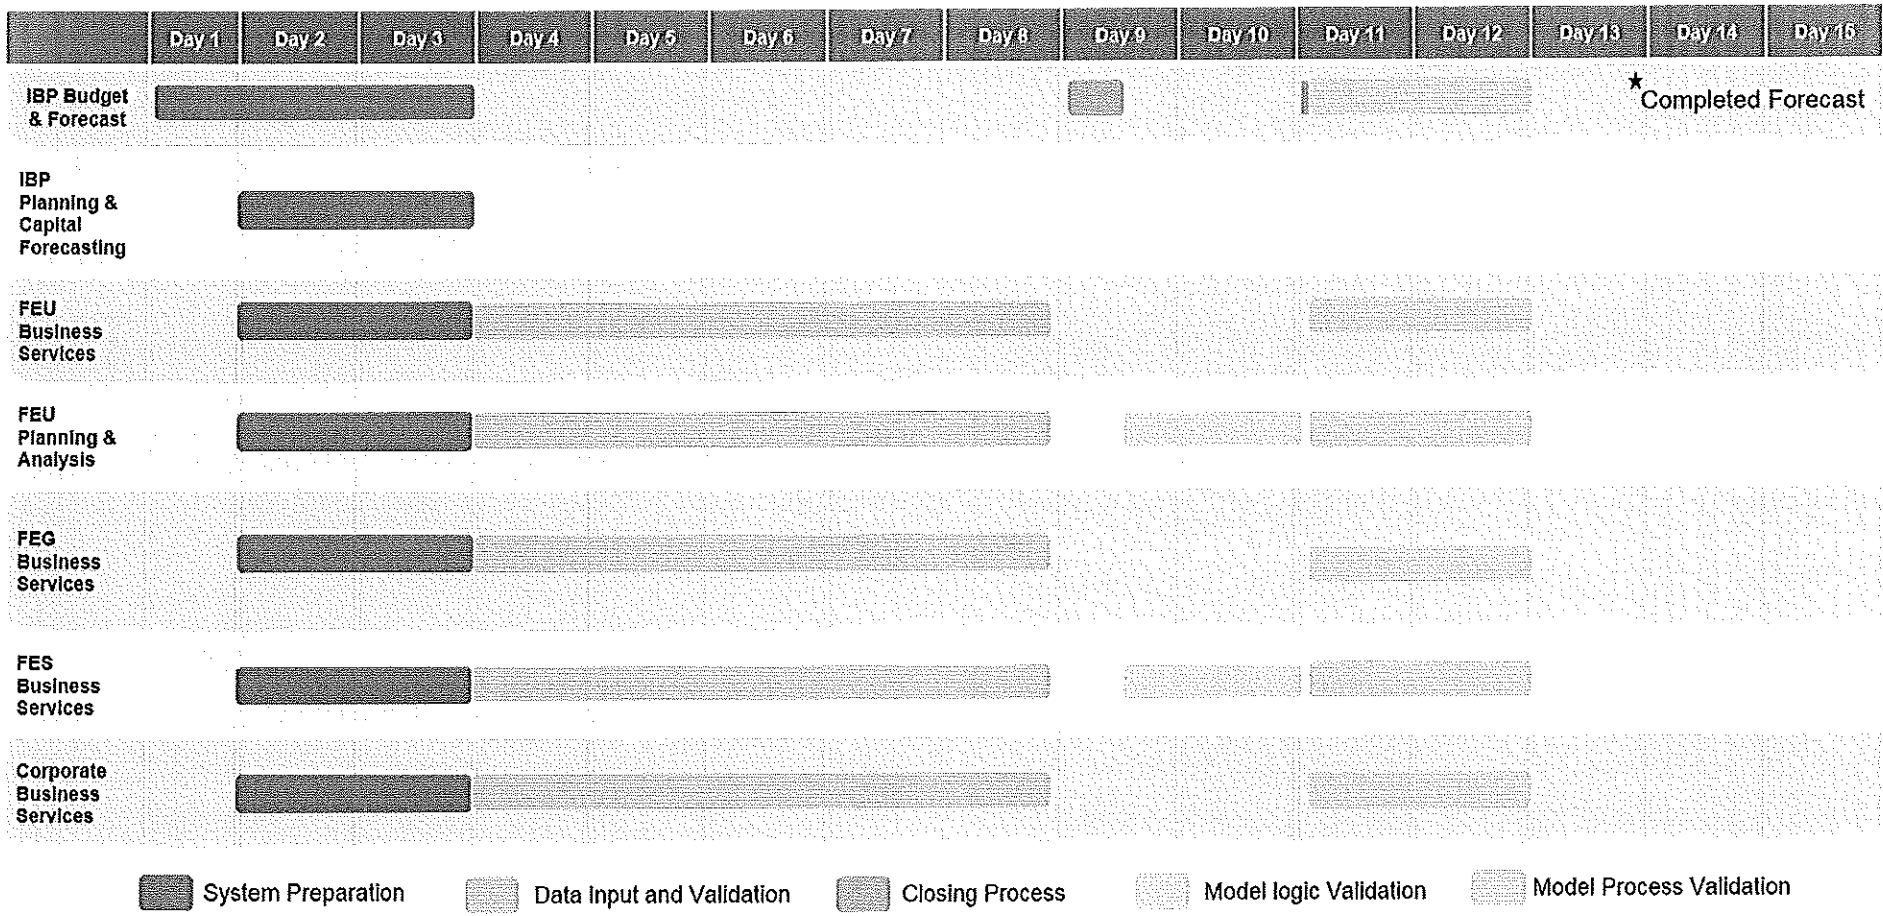 Day 1 Day 2 Day 3 Day 4 Day 5 Day 6 Day 7 Day 8 Day 9 Day 10 Day 11 Day 12 Day 13 Day 14 Day 15
IBP Budget
& Forecast
★Completed Forecast
IBP
Planning &
Capital
Forecasting
FEU
Business
Services
FEU
Planning &
Analysis
FEG
Business
Services
FES
Business
Services
Corporate
Business
Services
System Preparation Data Input and Validation Closing Process Model logic Validation Model Process Validation